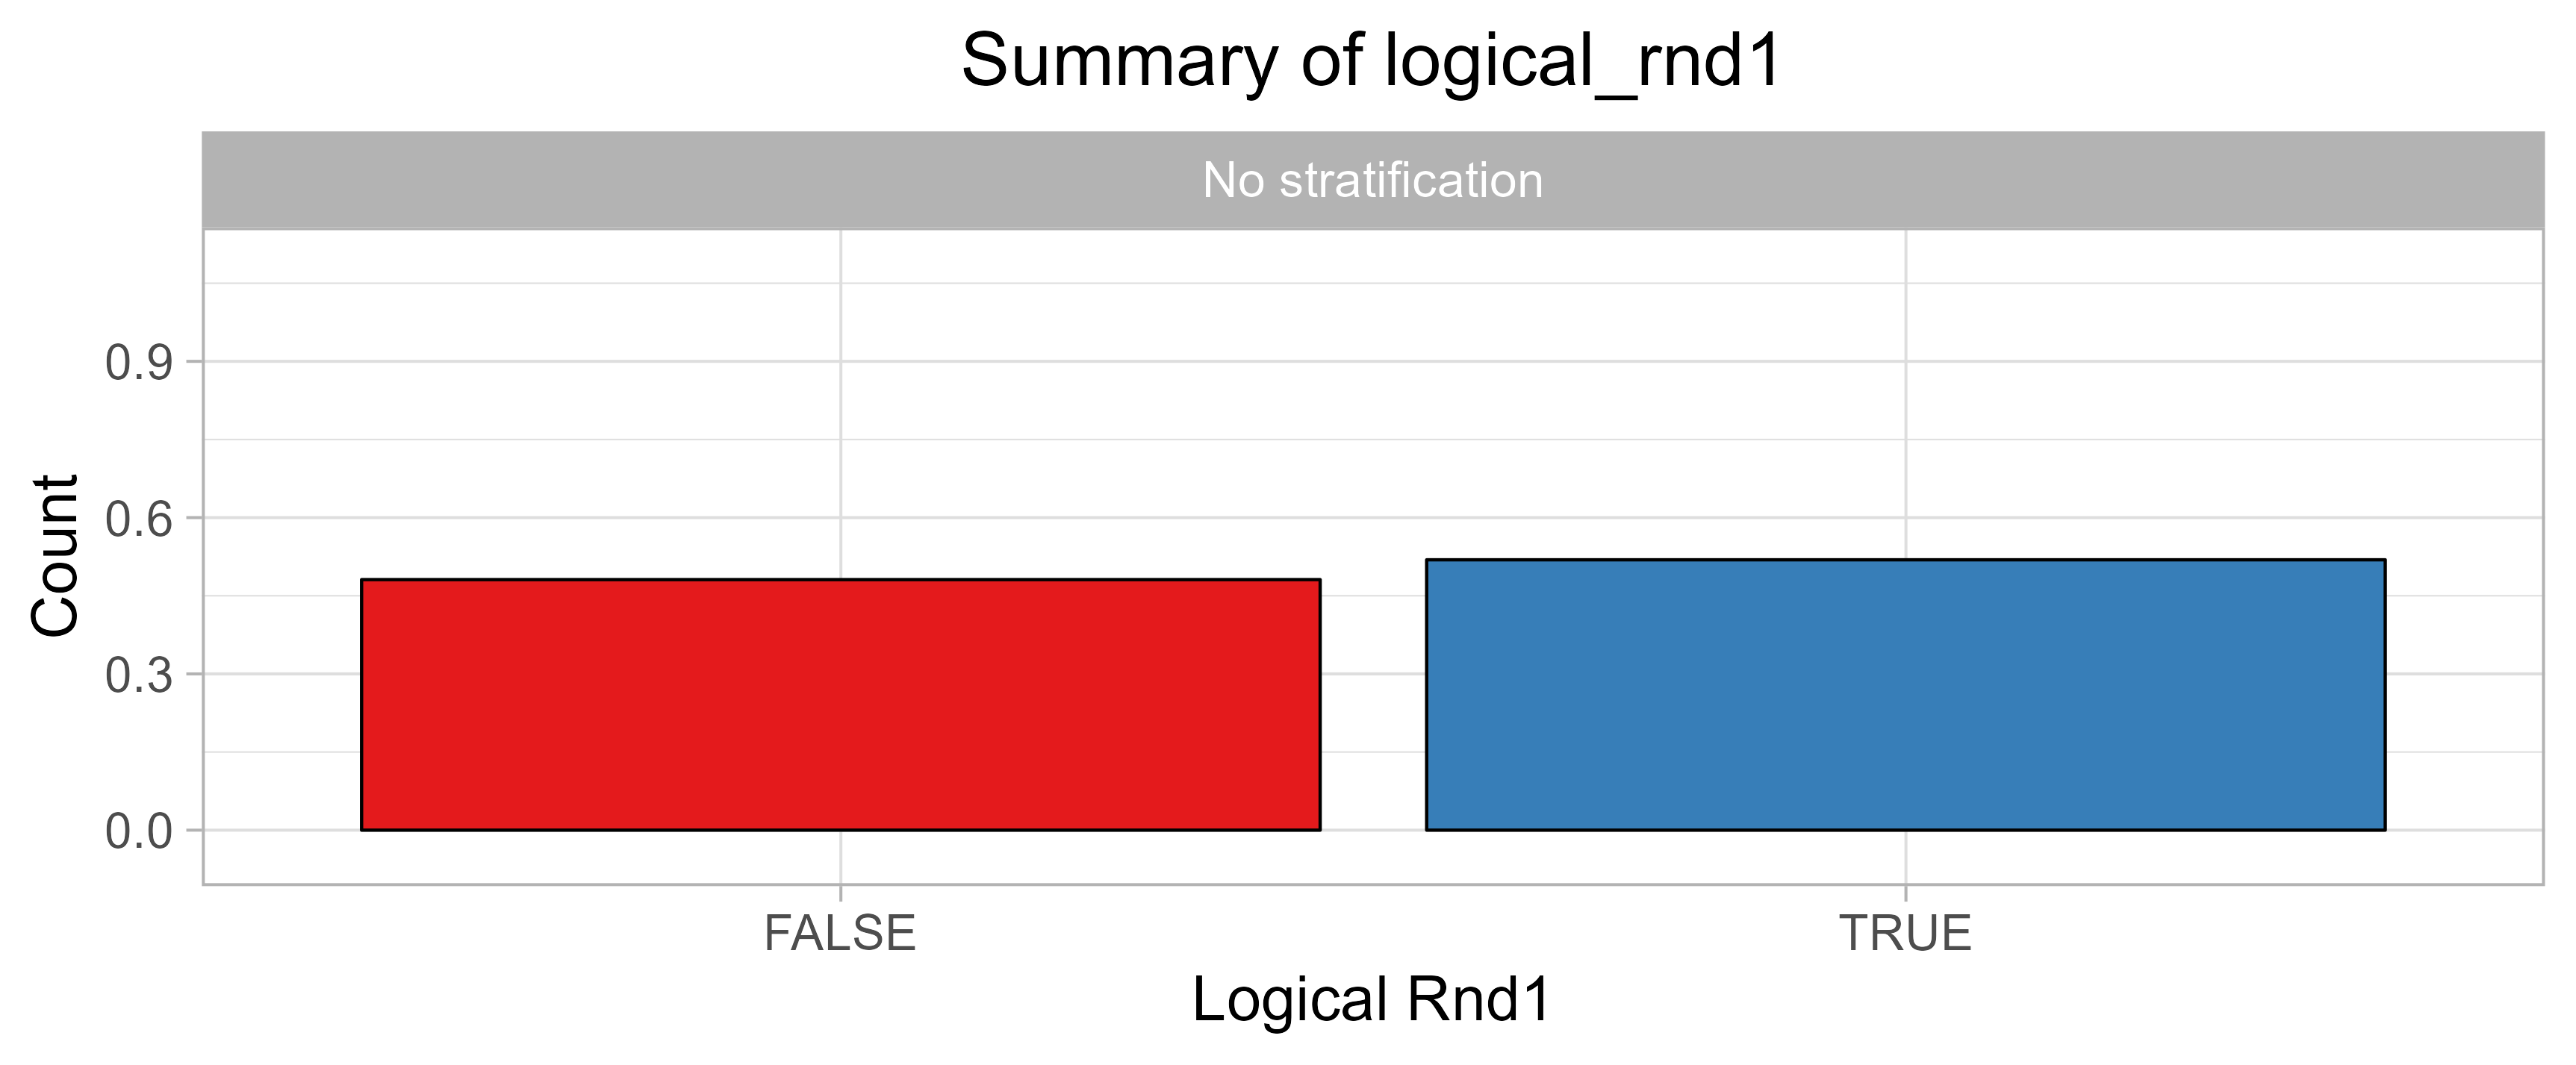 Summary of logical_rnd1
No stratification
0.9
0.6
0.3
0.0
Count
FALSE
TRUE
Logical Rnd1